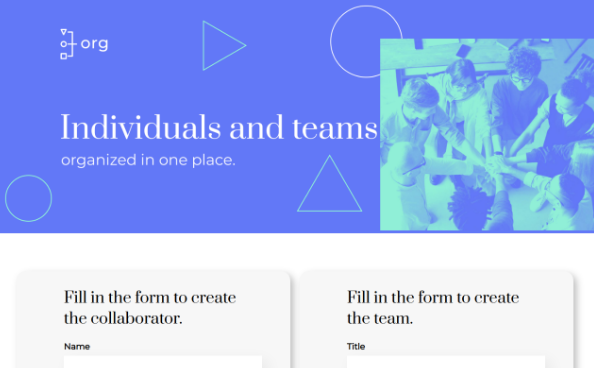 org
Individuals and teams
organized in one place.
Fill in the form to create
the collaborator.
Name
Fill in the form to create
the team.
Title